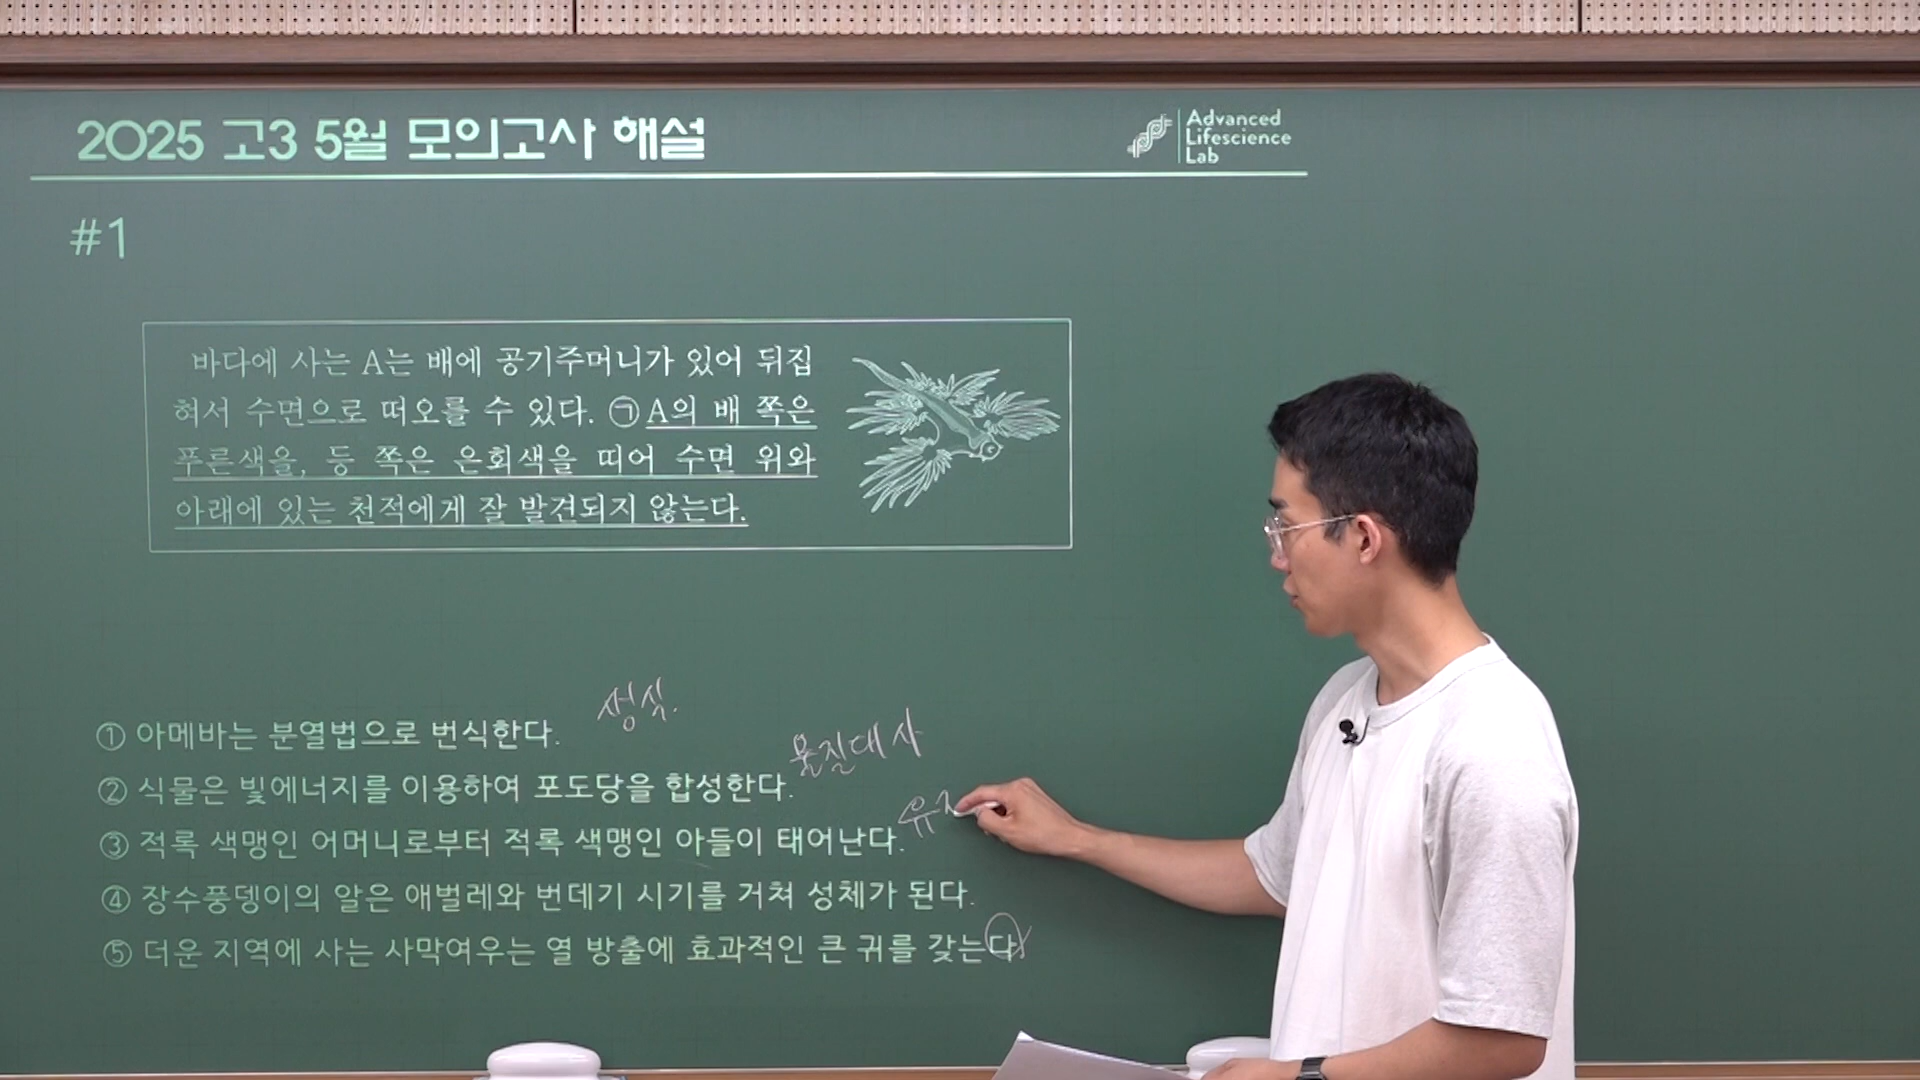 2025 고3 5월 모의고사 해설
Advanced
Lifescience
Lab
#1
바다에 사는 A는 배에 공기주머니가 있어 뒤집
혀서 수면으로 떠오를 수 있다. ㉠A의 배 쪽은
푸른색을, 등 쪽은 은회색을 띠어 수면 위와
아래에 있는 천적에게 잘 발견되지 않는다.
생식.
① 아메바는 분열법으로 번식한다.
물질대사
② 식물은 빛에너지를 이용하여 포도당을 합성한다.
③ 적록 색맹인 어머니로부터 적록 색맹인 아들이 태어난다.
④ 장수풍뎅이의 알은 애벌레와 번데기 시기를 거쳐 성체가 된다.
⑤ 더운 지역에 사는 사막여우는 열 방출에 효과적인 큰 귀를 갖는다.